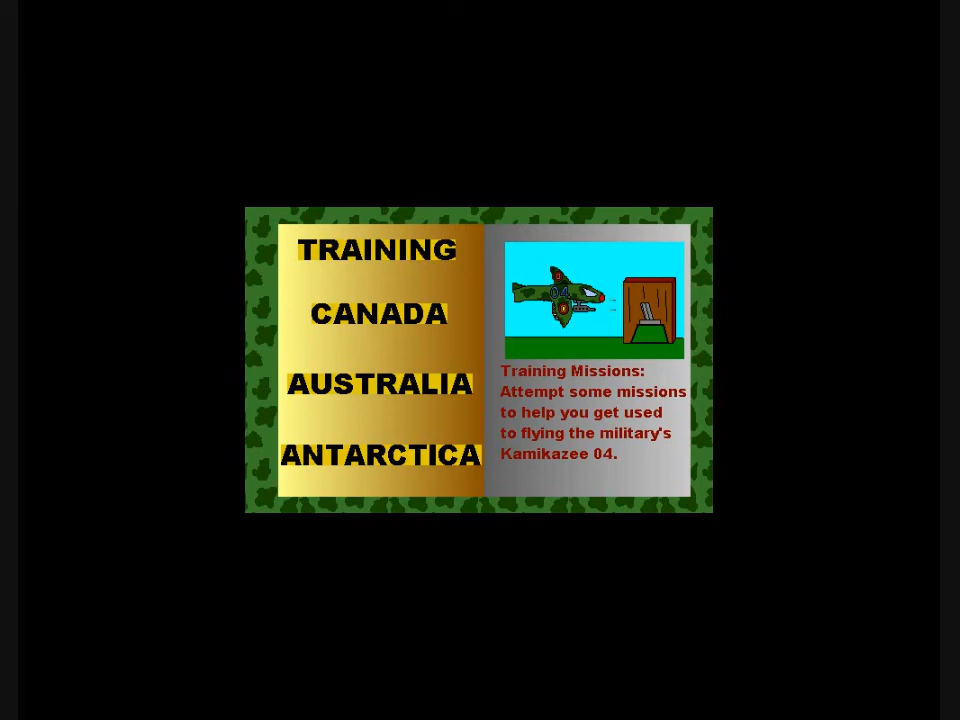 TRAINING
CANADA
AUSTRALIA
ANTARCTICA
04
Training Missions:
Attempt some missions
to help you get used
to flying the military's
Kamikazee 04.